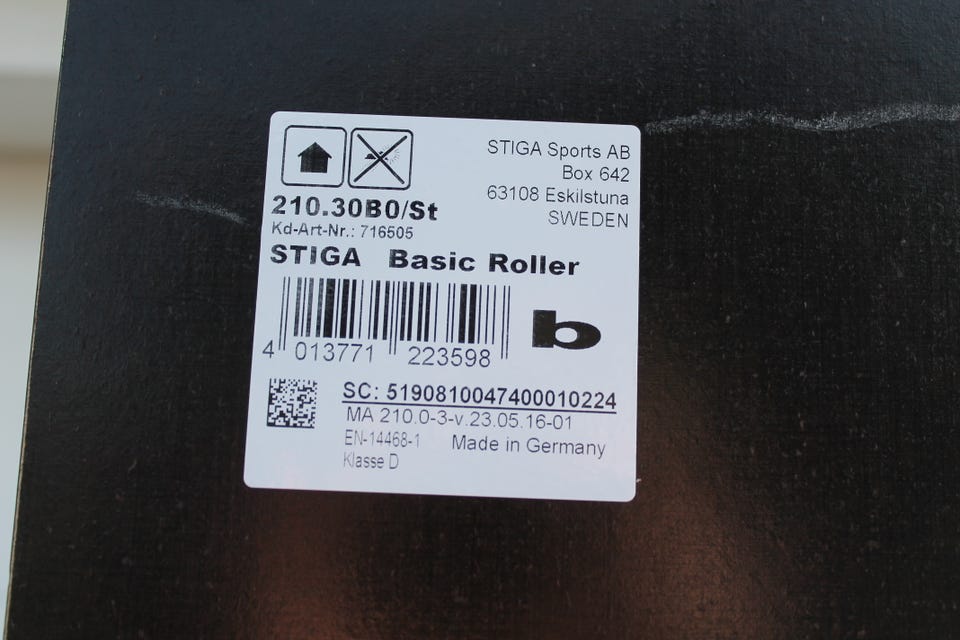 STIGA Sports AB
Box 642
63108 Eskilstuna
SWEDEN
210.30B0/St
Kd-Art-Nr.: 716505
STIGA Basic Roller
b
4 013771 223598
SC: 5190810047400010224
MA 210.0-3-v.23.05.16-01
EN-14468-1 Made in Germany
Klasse D